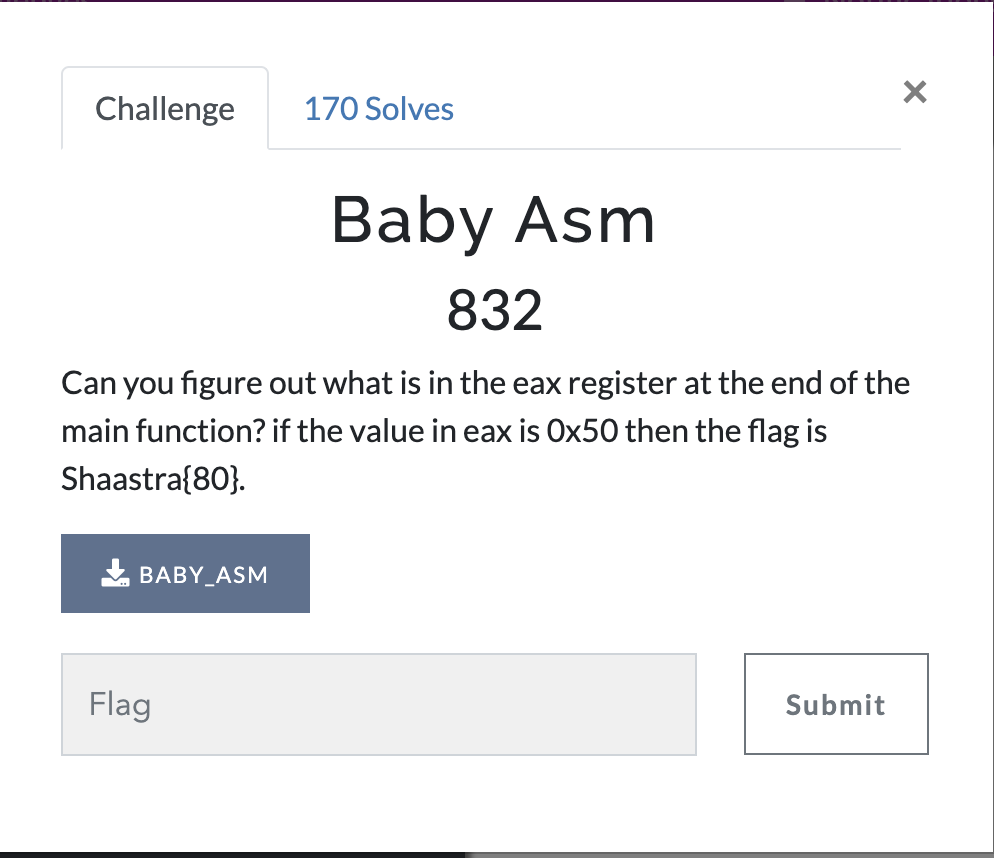 Challenge
170 Solves
×
Baby Asm
832
Can you figure out what is in the eax register at the end of the
main function? if the value in eax is 0x50 then the flag is
Shaastra{80}.
BABY_ASM
Flag
Submit